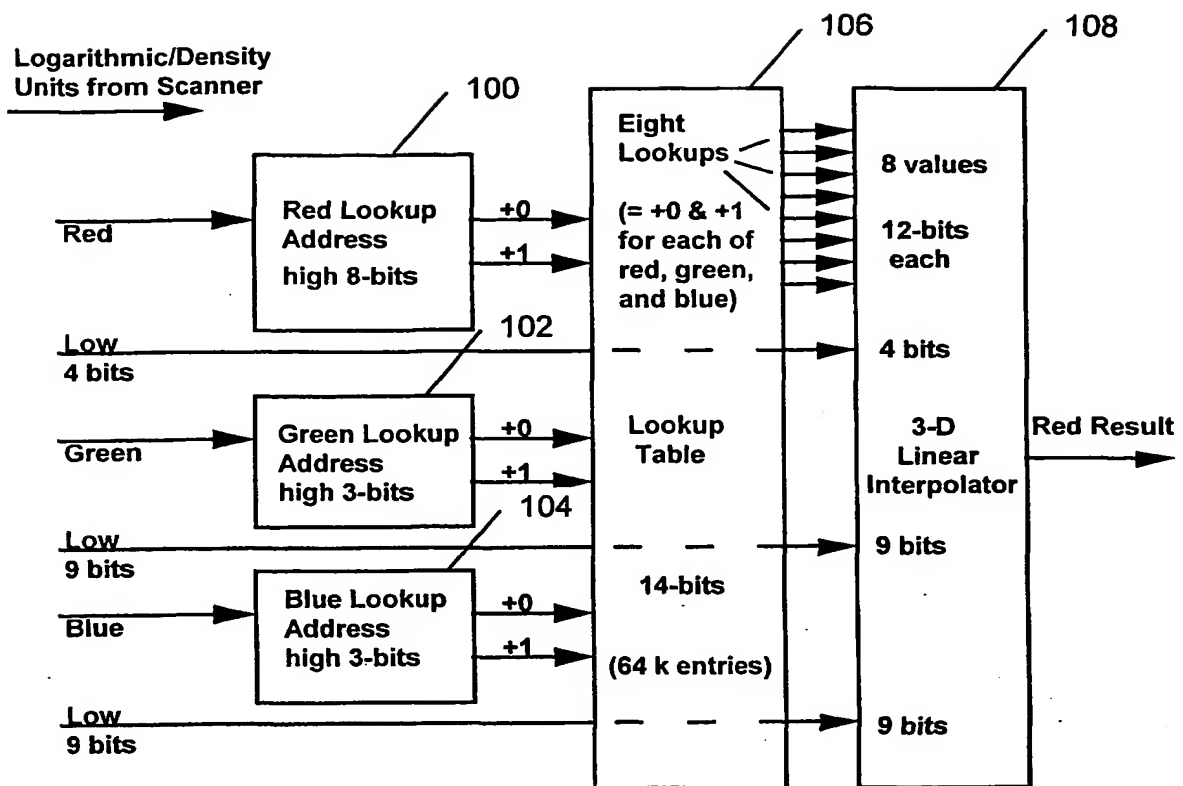 106
108
Logarithmic/Density
Units from Scanner
100
Eight
Lookups
8 values
Red Lookup
Address
high 8-bits
+0
+1
Red
(= +0 & +1
for each of
red, green,
and blue)
12-bits
each
102
Low
4 bits
4 bits
Green Lookup
Address
high 3-bits
+0
+1
Green
Lookup
Table
3-D
Linear
Interpolator
Red Result
104
Low
9 bits
9 bits
14-bits
Blue Lookup
Address
high 3-bits
+0
+1
Blue
(64 k entries)
Low
9 bits
9 bits